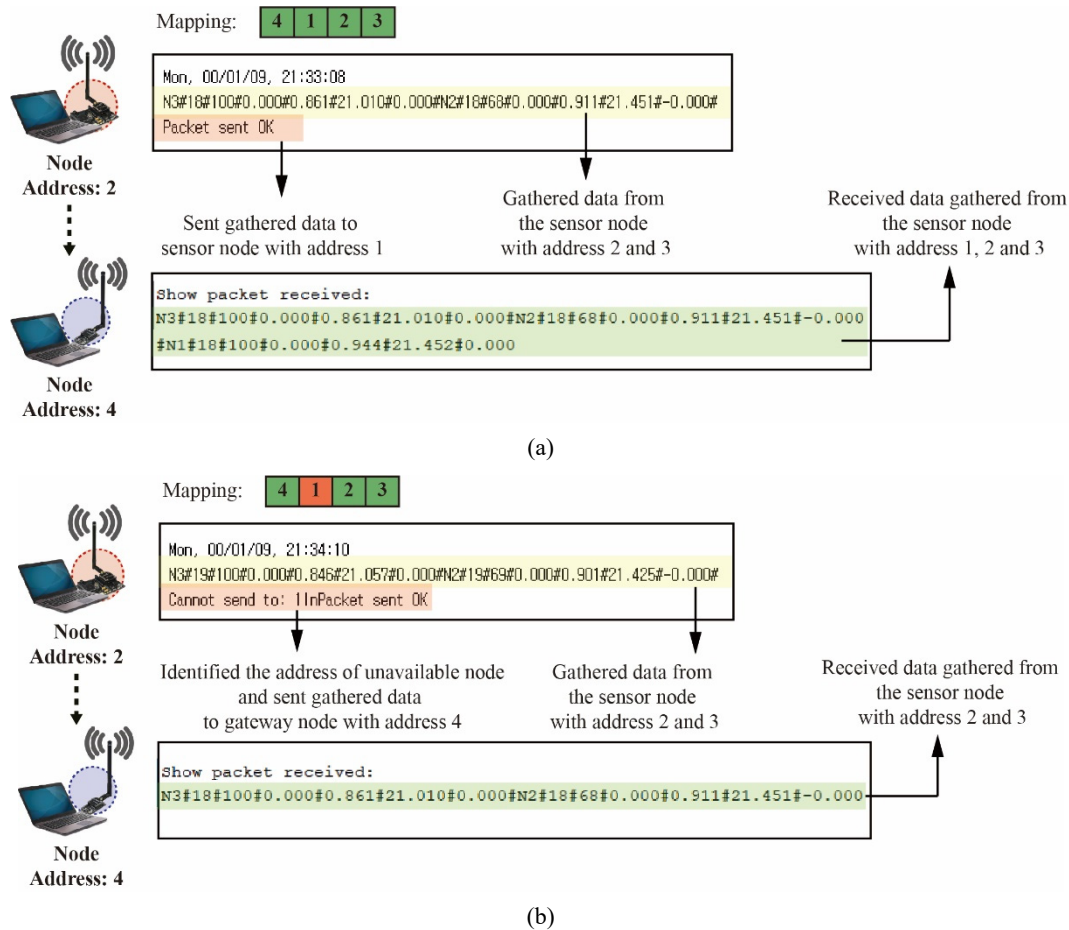 Mapping: 4 1 2 3
Mon, 00/01/09, 21:33:08
N3#18#100#0.000#0.861#21.010#0.000#N2#18#68#0.000#0.911#21.451#-0.000#
Packet sent OK
Node
Address: 2
Sent gathered data to
sensor node with address 1
Gathered data from
the sensor node
with address 2 and 3
Received data gathered from
the sensor node
with address 1, 2 and 3
Show packet received:
N3#18#100#0.000#0.861#21.010#0.000#N2#18#68#0.000#0.911#21.451#-0.000
#N1#18#100#0.000#0.944#21.452#0.000
Node
Address: 4
(a)
Mapping: 4 1 2 3
Mon, 00/01/09, 21:34:10
N3#19#100#0.000#0.846#21.057#0.000#N2#19#69#0.000#0.901#21.425#-0.000#
Cannot send to: 1InPacket sent OK
Node
Address: 2
Identified the address of unavailable node
and sent gathered data
to gateway node with address 4
Gathered data from
the sensor node
with address 2 and 3
Received data gathered from
the sensor node
with address 2 and 3
Show packet received:
N3#18#100#0.000#0.861#21.010#0.000#N2#18#68#0.000#0.911#21.451#-0.000
Node
Address: 4
(b)